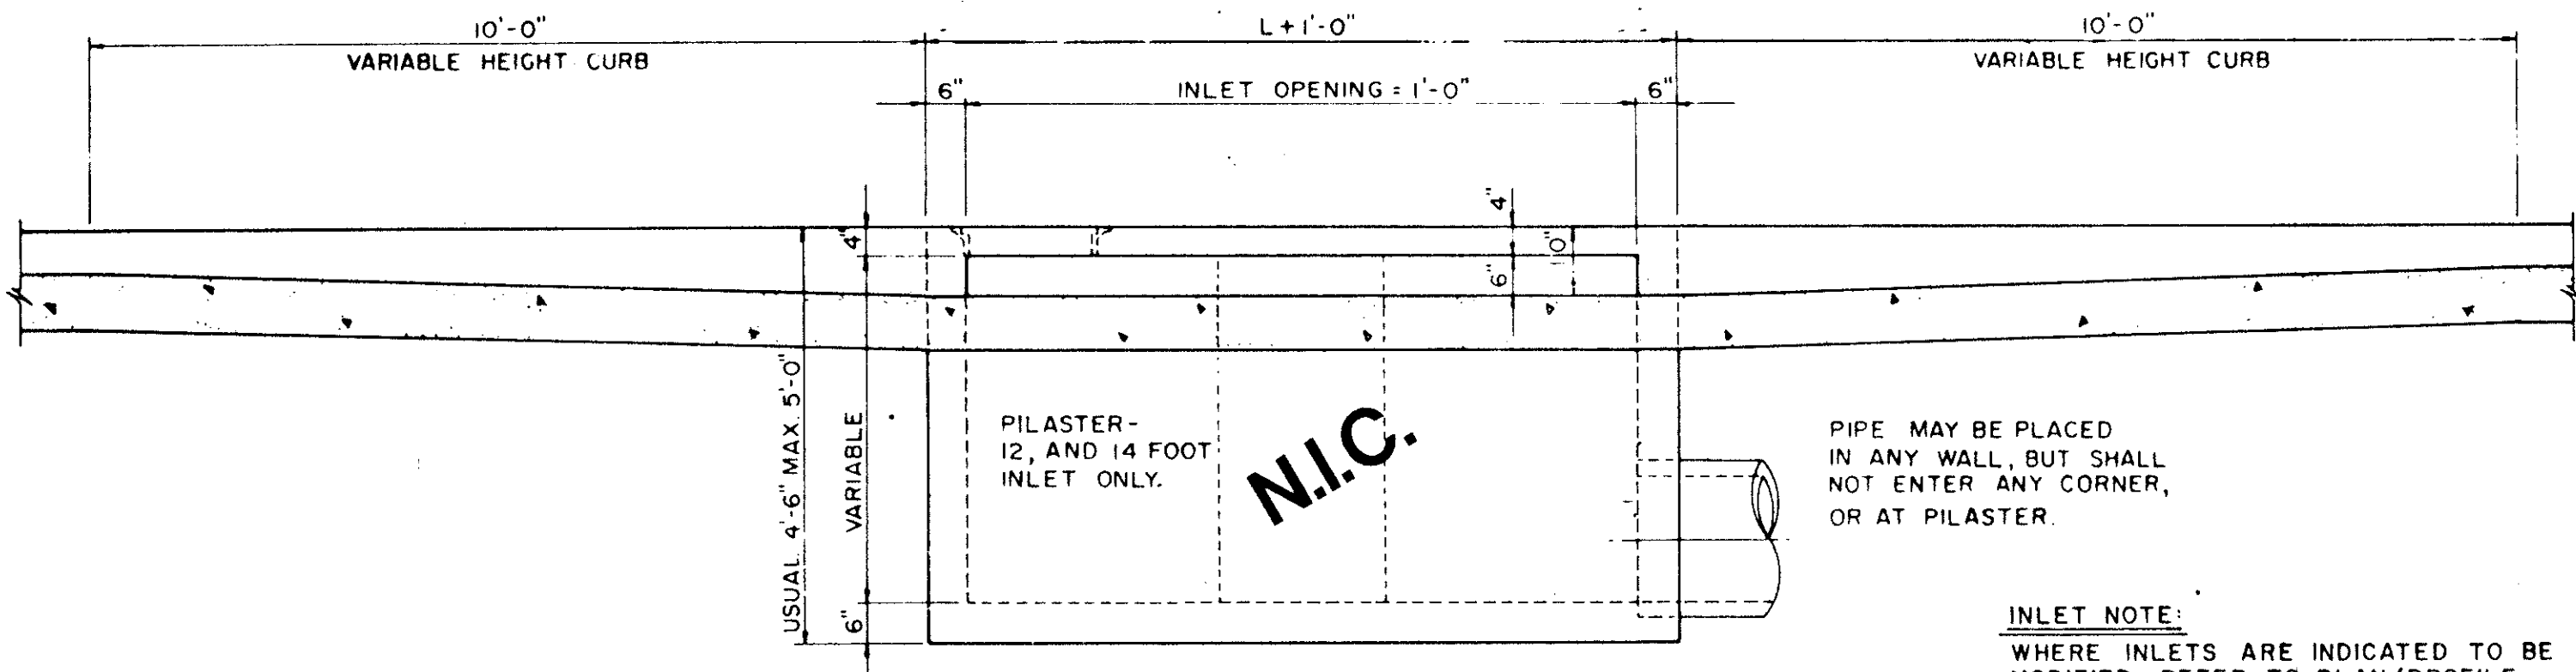 10'-0"
L + 1'-0"
10'-0"
VARIABLE HEIGHT CURB
VARIABLE HEIGHT CURB
6"
INLET OPENING = 1'-0"
6"
4"
4"
10"
6"
USUAL 4'-6" MAX. 5'-0"
VARIABLE
6"
PILASTER-
12, AND 14 FOOT
INLET ONLY.
N.I.C.
PIPE MAY BE PLACED
IN ANY WALL, BUT SHALL
NOT ENTER ANY CORNER,
OR AT PILASTER.
INLET NOTE:
WHERE INLETS ARE INDICATED TO BE